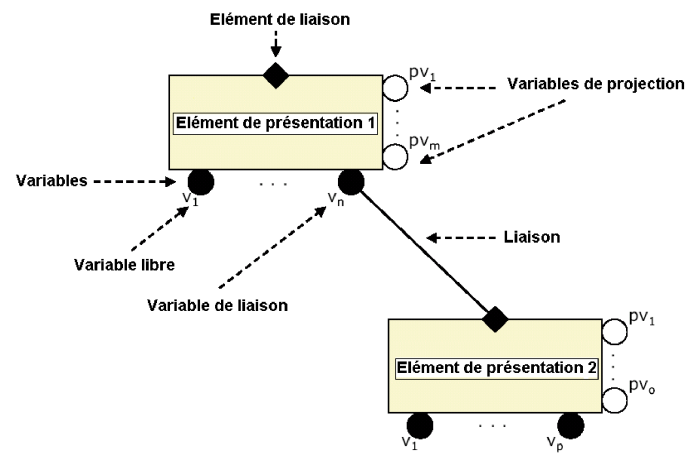 Elément de liaison
pv1
Variables de projection
Elément de présentation 1
. . .
pvm
Variables
v1
. . .
vn
Variable libre
Liaison
Variable de liaison
pv1
Elément de présentation 2
. . .
pvo
v1
. . .
vp